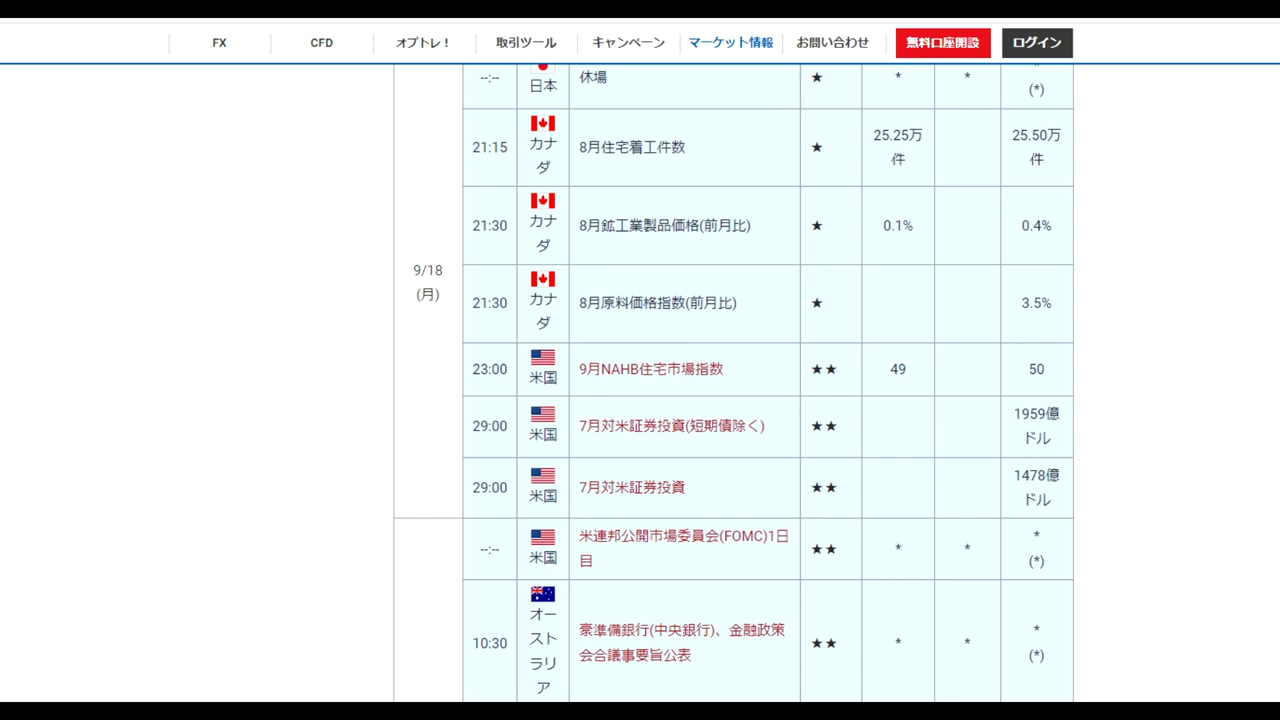 FX CFD オプトレ！ 取引ツール キャンペーン マーケット情報 お問い合わせ 無料口座開設 ログイン
9/18
(月)
--:--
日本
休場
★
*
*
(*)
21:15
カナ
ダ
8月住宅着工件数
★
25.25万
件
25.50万
件
21:30
カナ
ダ
8月鉱工業製品価格(前月比)
★
0.1%
0.4%
21:30
カナ
ダ
8月原料価格指数(前月比)
★
3.5%
23:00
米国
9月NAHB住宅市場指数
★★
49
50
29:00
米国
7月対米証券投資(短期債除く)
★★
1959億
ドル
29:00
米国
7月対米証券投資
★★
1478億
ドル
--:--
米国
米連邦公開市場委員会(FOMC)1日
目
★★
*
*
*
(*)
10:30
オー
スト
ラリ
ア
豪準備銀行(中央銀行)、金融政策
会合議事要旨公表
★★
*
*
*
(*)